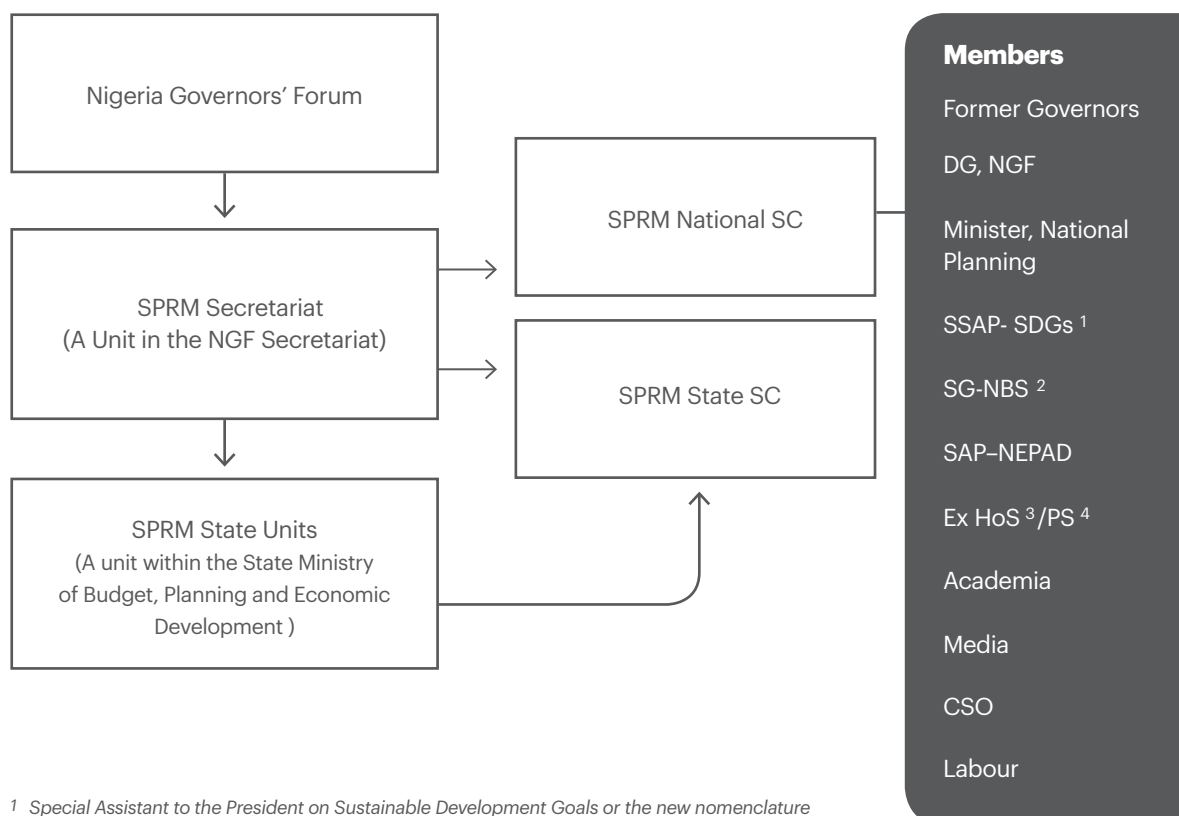 Nigeria Governors’ Forum
SPRM Secretariat
(A Unit in the NGF Secretariat)
SPRM State Units
(A unit within the State Ministry
of Budget, Planning and Economic
Development )
SPRM National SC
SPRM State SC
Members
Former Governors
DG, NGF
Minister, National
Planning
SSAP- SDGs 1
SG-NBS 2
SAP–NEPAD
Ex HoS 3 /PS 4
Academia
Media
CSO
Labour
1 Special Assistant to the President on Sustainable Development Goals or the new nomenclature